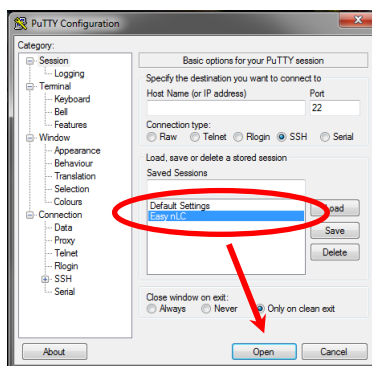 PuTTY Configuration
Category:
Session
Logging
Terminal
Keyboard
Bell
Features
Window
Appearance
Behaviour
Translation
Selection
Colours
Connection
Data
Proxy
Telnet
Rlogin
SSH
Serial
Basic options for your PuTTY session
Specify the destination you want to connect to
Host Name (or IP address) Port
22
Connection type:
Raw Telnet Rlogin SSH Serial
Load, save or delete a stored session
Saved Sessions
Default Settings
Easy nLC
Load
Save
Delete
Close window on exit:
Always Never Only on clean exit
About Open Cancel